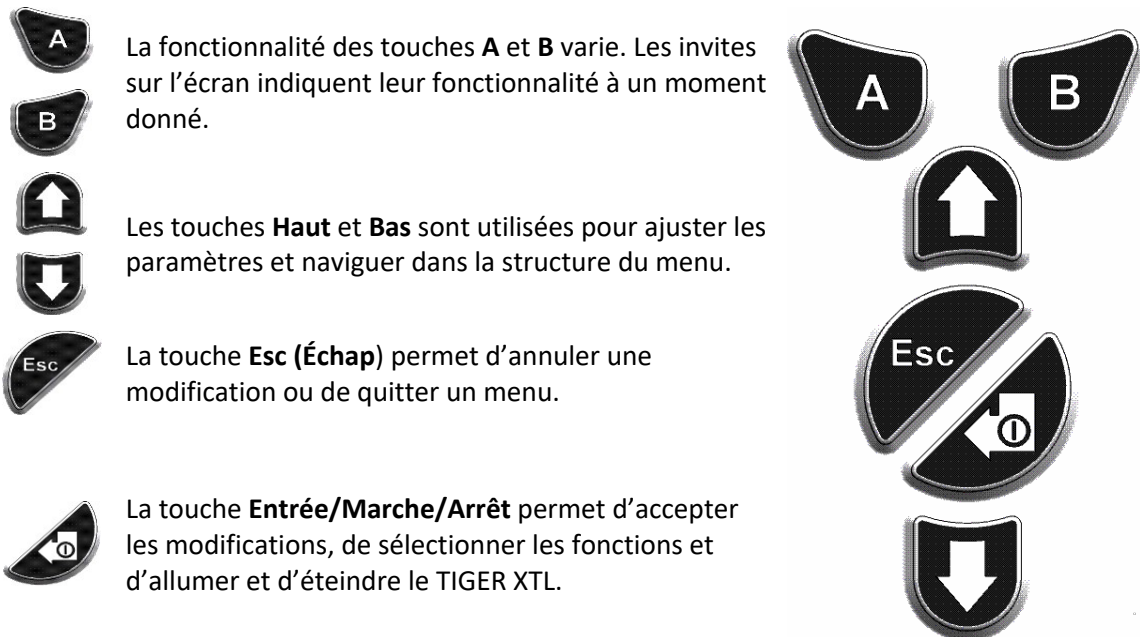 A
La fonctionnalité des touches A et B varie. Les invites
sur l’écran indiquent leur fonctionnalité à un moment
donné.
B
Les touches Haut et Bas sont utilisées pour ajuster les
paramètres et naviguer dans la structure du menu.
Esc
La touche Esc (Échap) permet d’annuler une
modification ou de quitter un menu.
La touche Entrée/Marche/Arrêt permet d’accepter
les modifications, de sélectionner les fonctions et
d’allumer et d’éteindre le TIGER XTL.
A B
Esc